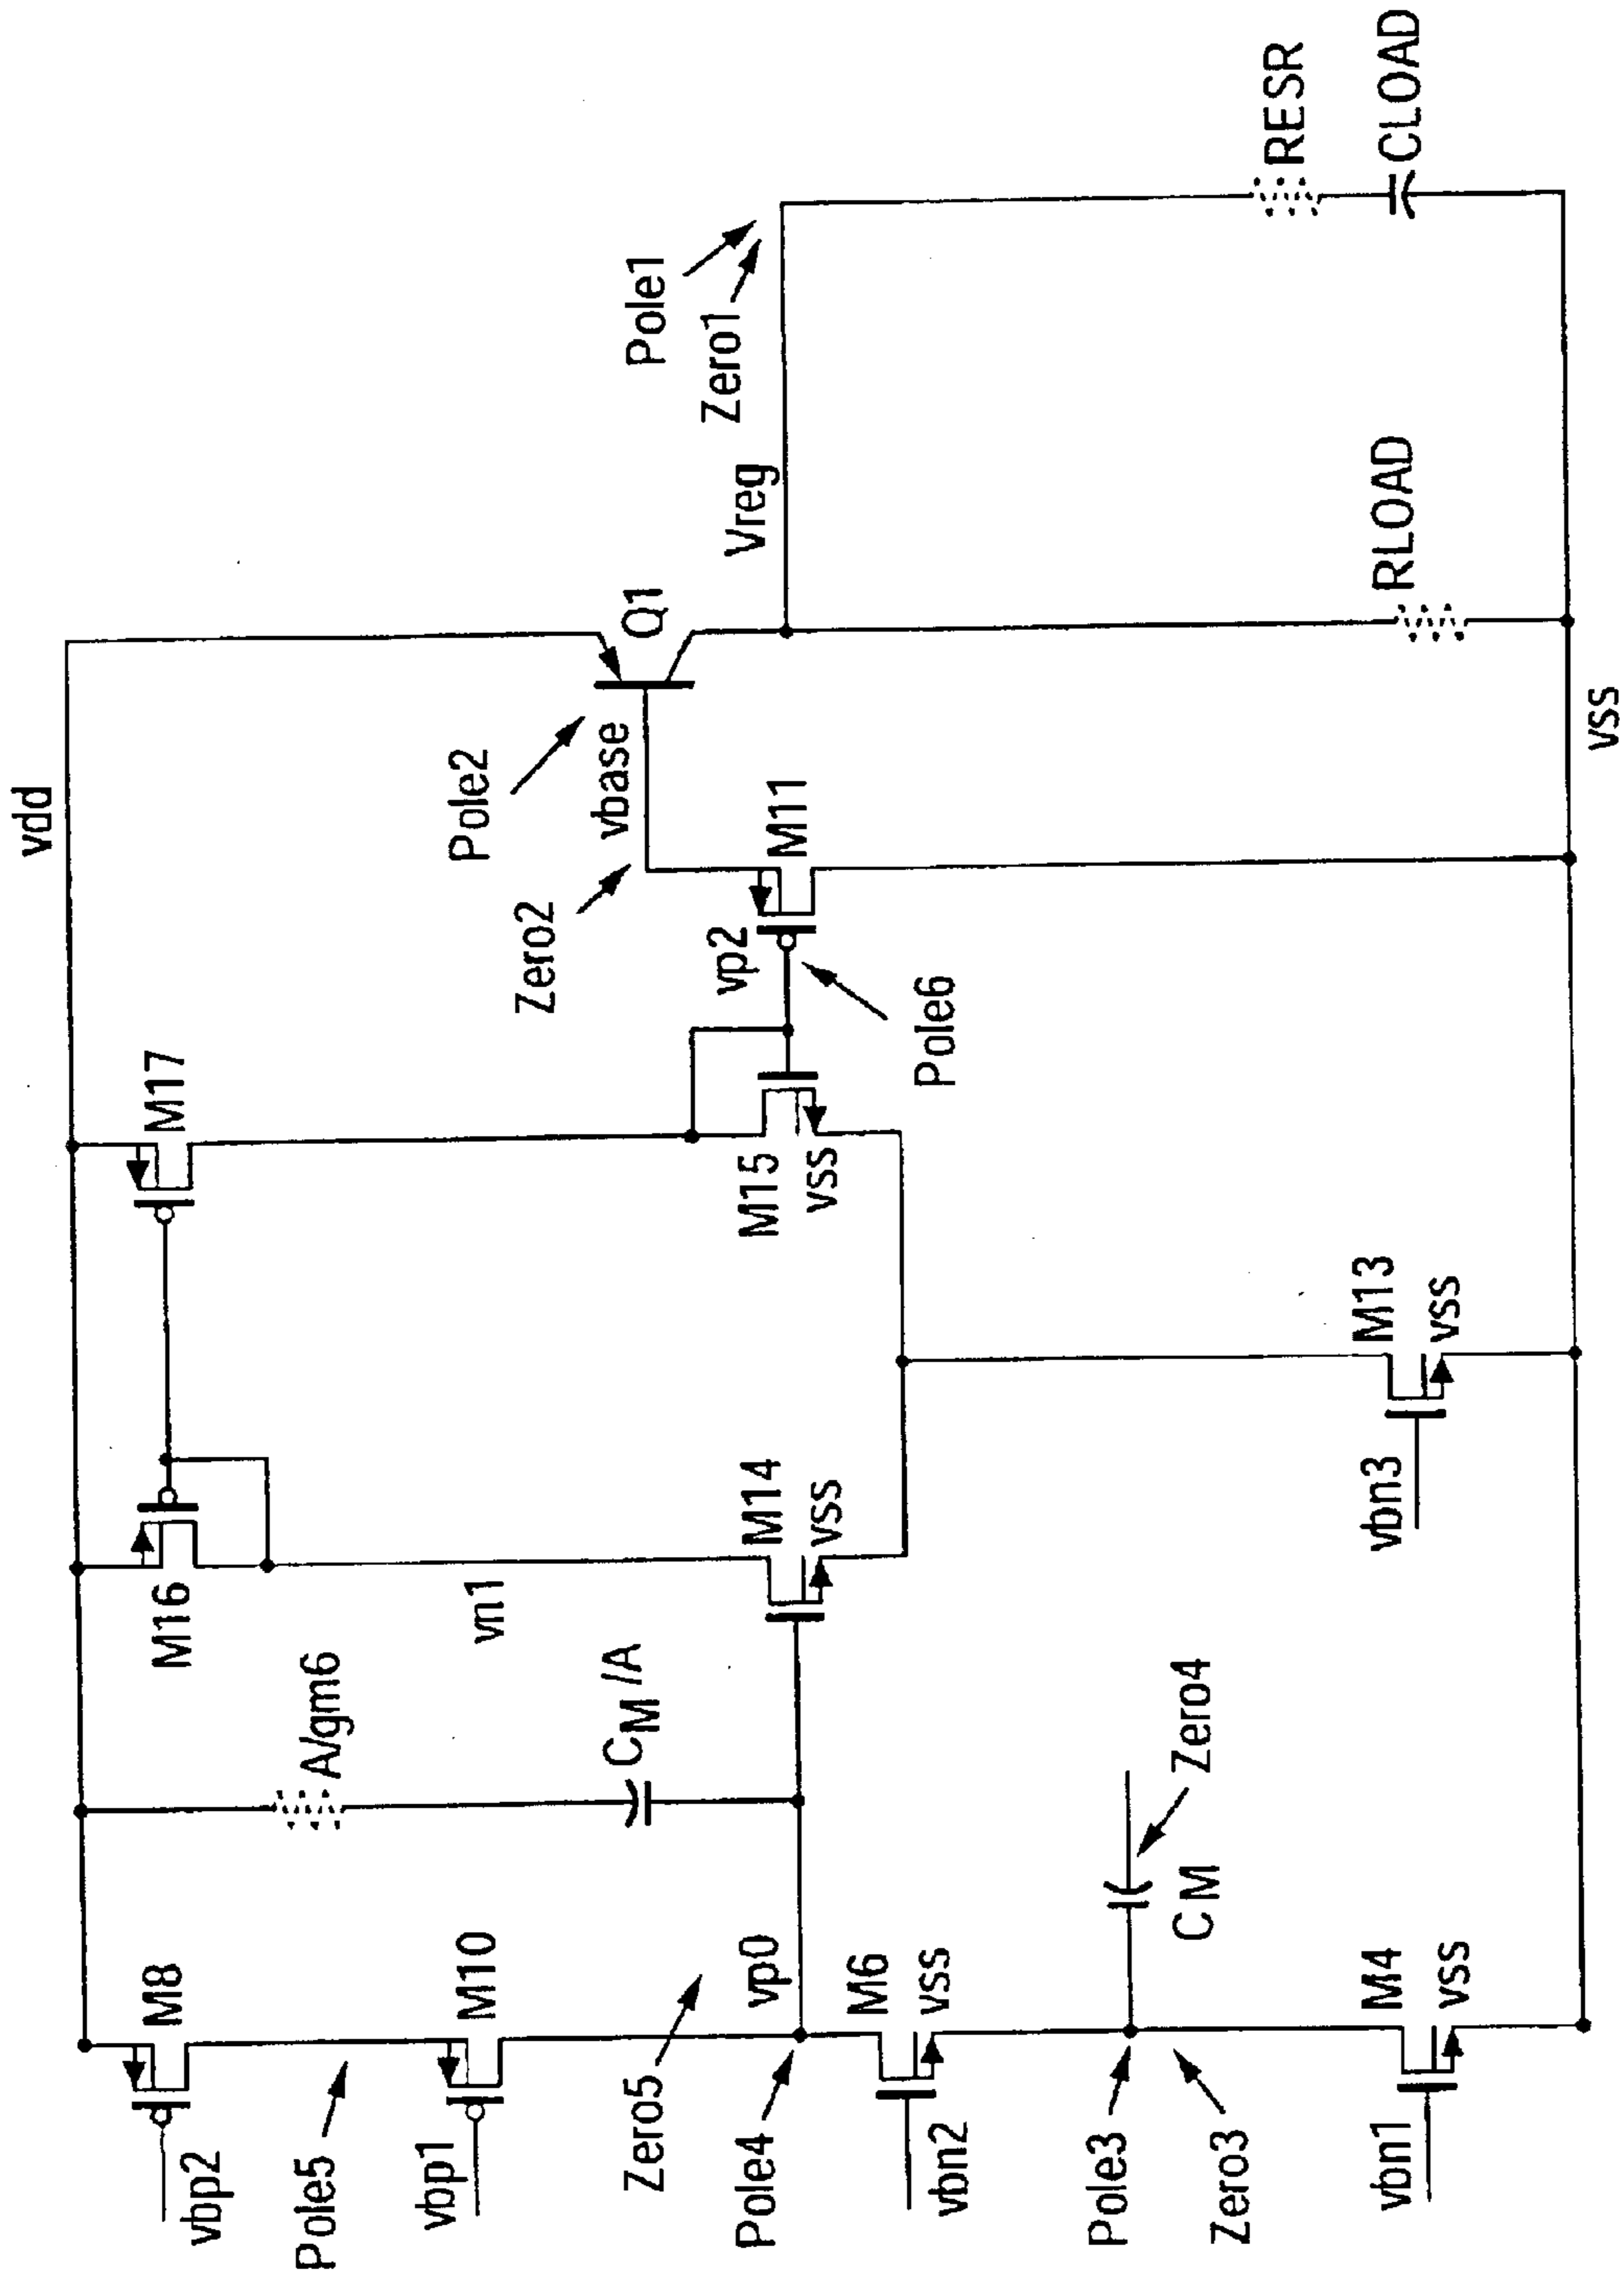 vdd
M8
vbp2
Pole5
M10
vbp1
A/gm6
CM/A
M16
vn1
M17
Zero5
vp0
Pole4
M6
vss
vbn2
Pole3
Zero3
CM
Zero4
M4
vss
vbn1
M14
vss
M15
vss
M13
vss
vbn3
Pole2
Zero2
vbase
Q1
vp2
M11
Pole6
Pole1
Zero1
Vreg
RLOAD
RESR
CLOAD
vss